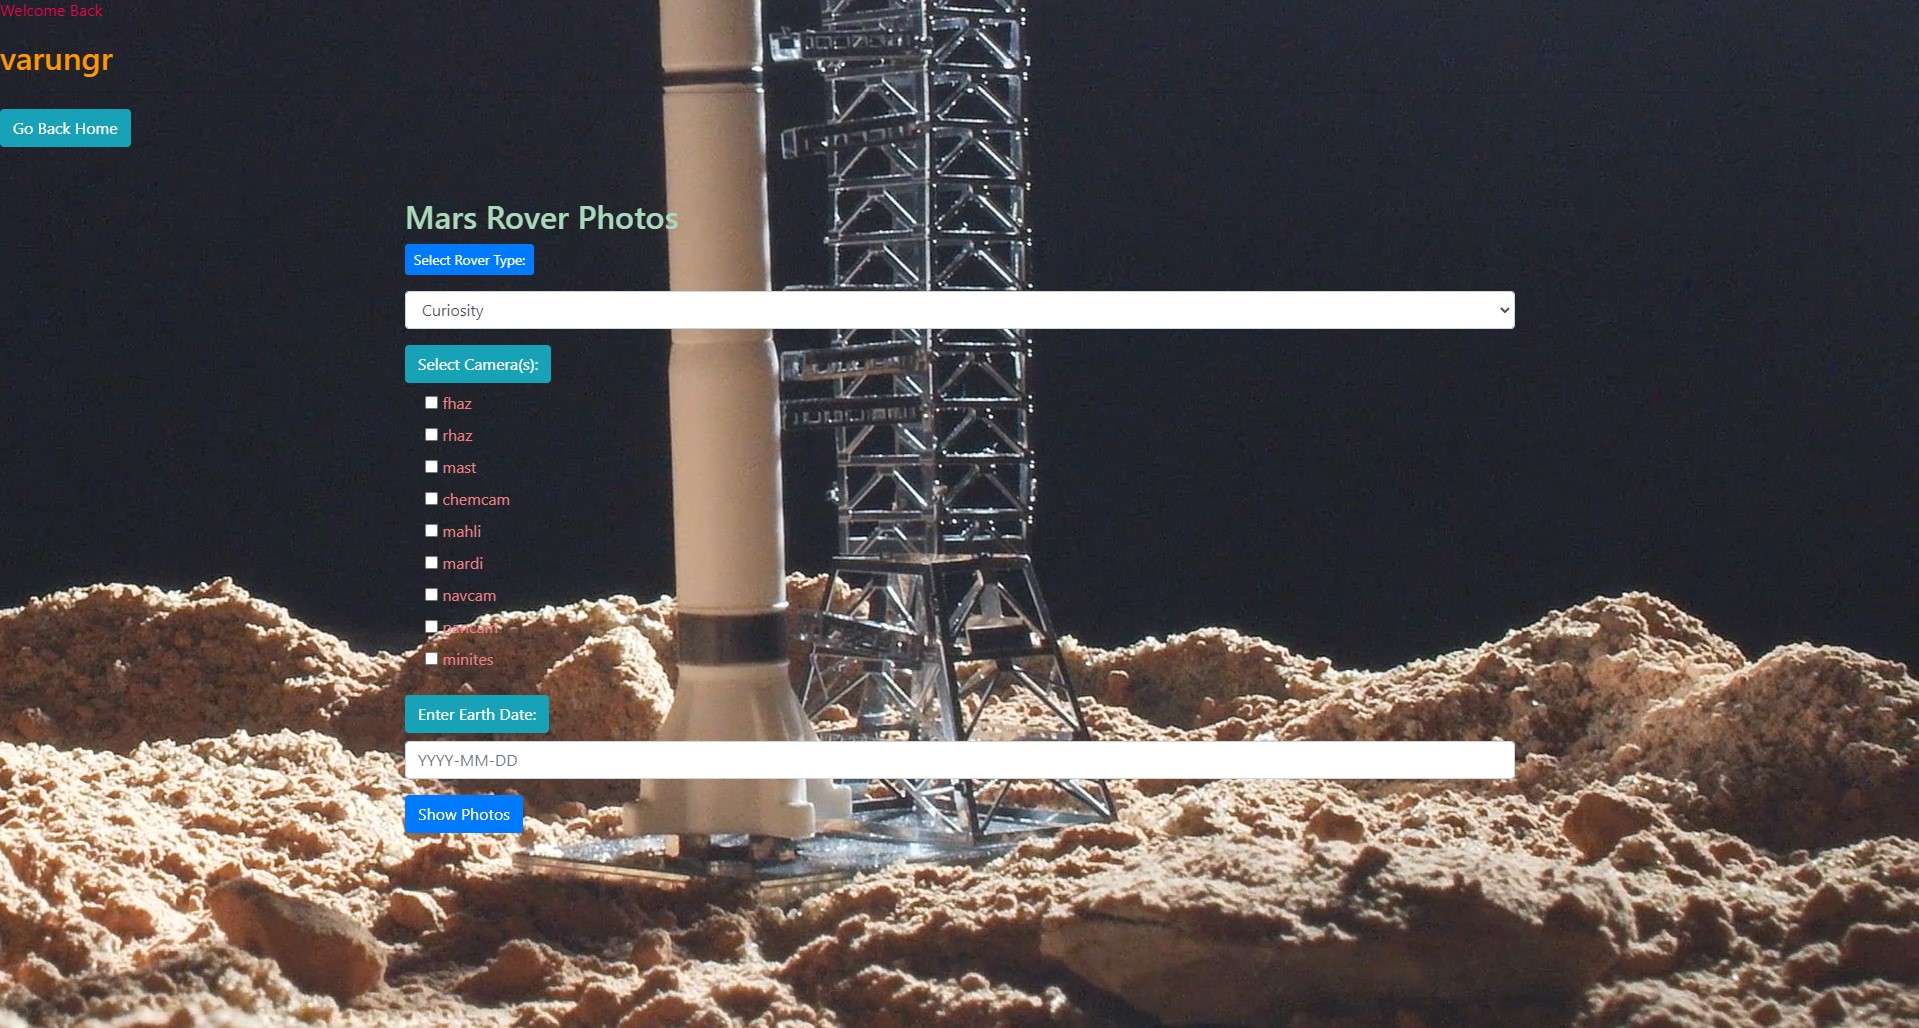 Welcome Back
varungr
Go Back Home
Mars Rover Photos
Select Rover Type:
Curiosity
Select Camera(s):
fhaz
rhaz
mast
chemcam
mahli
mardi
navcam
pancam
minites
Enter Earth Date:
YYYY-MM-DD
Show Photos